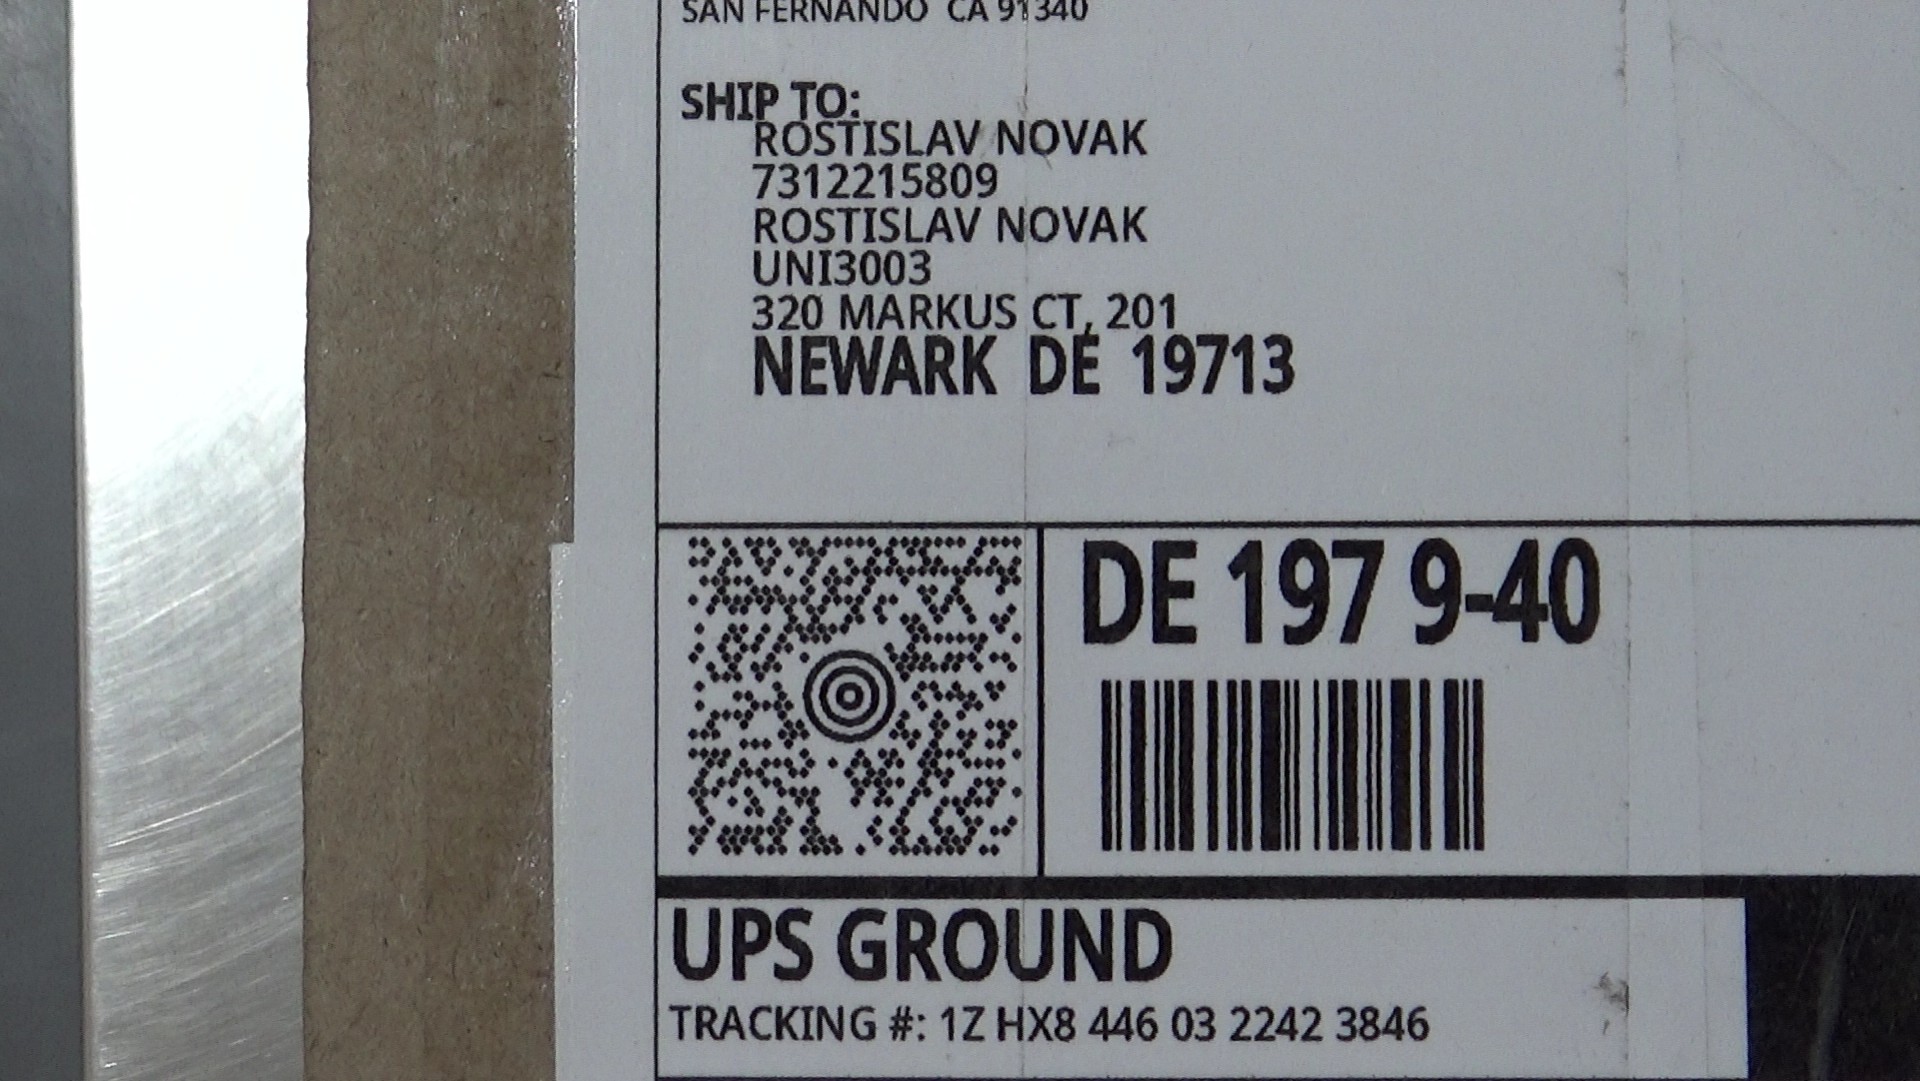 SAN FERNANDO CA 91340
SHIP TO:
ROSTISLAV NOVAK
7312215809
ROSTISLAV NOVAK
UNI3003
320 MARKUS CT, 201
NEWARK DE 19713
DE 197 9-40
UPS GROUND
TRACKING #: 1Z HX8 446 03 2242 3846